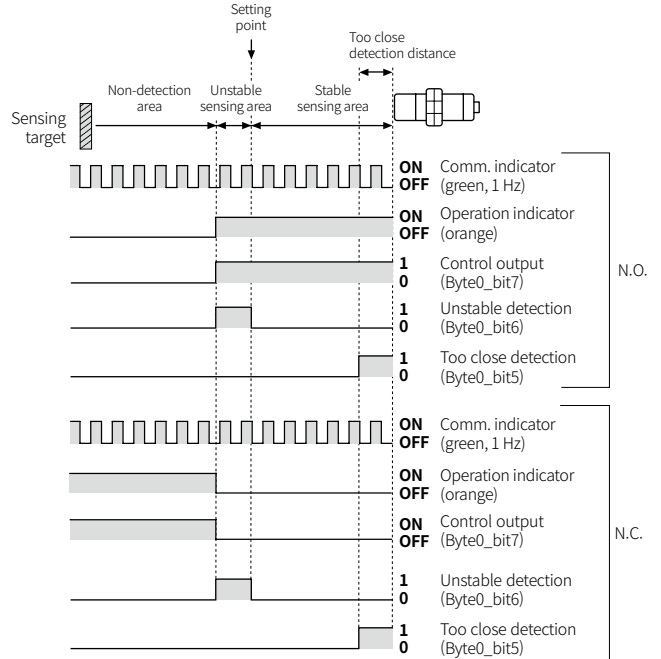 Setting
point
Too close
detection distance
Non-detection
area
Unstable
sensing area
Stable
sensing area
Sensing
target
ON Comm. indicator
OFF (green, 1 Hz)
ON Operation indicator
OFF (orange)
1 Control output
0 (Byte0_bit7)
1 Unstable detection
0 (Byte0_bit6)
1 Too close detection
0 (Byte0_bit5)
N.O.
ON Comm. indicator
OFF (green, 1 Hz)
ON Operation indicator
OFF (orange)
ON Control output
OFF (Byte0_bit7)
1 Unstable detection
0 (Byte0_bit6)
1 Too close detection
0 (Byte0_bit5)
N.C.